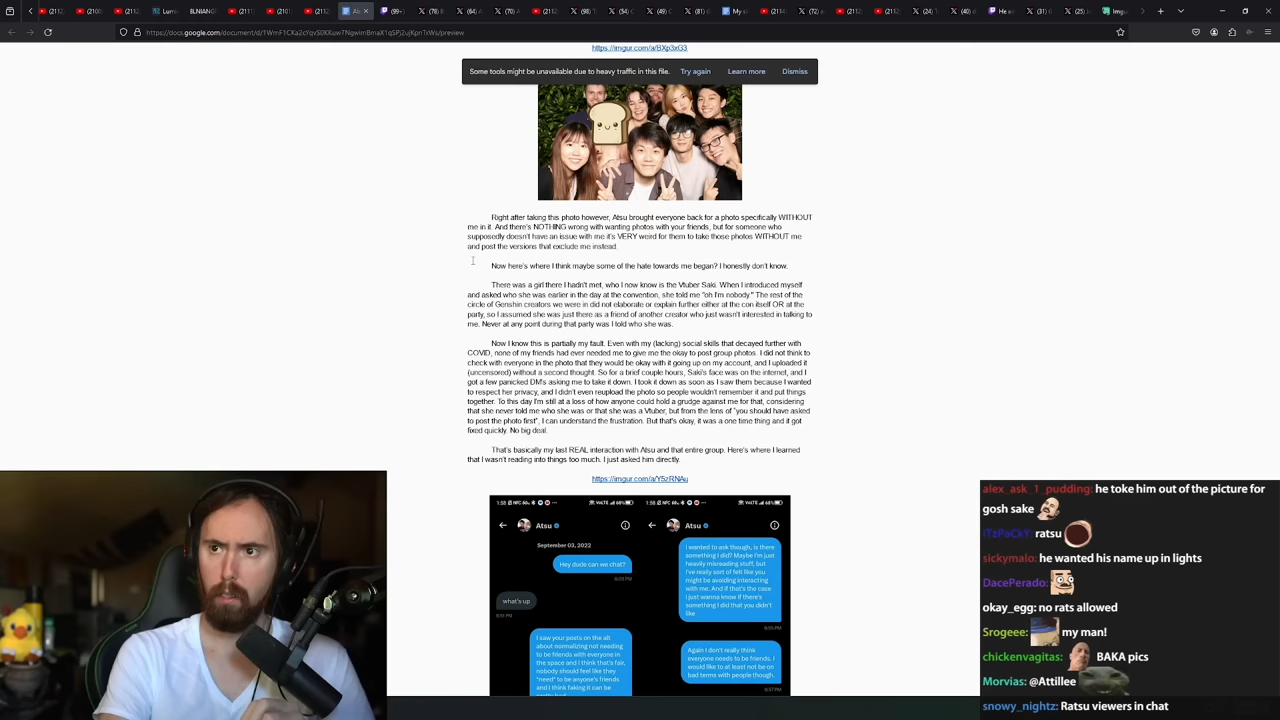 https://docs.google.com/document/d/1WmF1CKa2cYqvS0KKuw7NgwimBmaX1qSPj2ujKpnTxWs/preview
https://imgur.com/a/BXp3xG3
Some tools might be unavailable due to heavy traffic in this file. Try again Learn more Dismiss
Right after taking this photo however, Atsu brought everyone back for a photo specifically WITHOUT
me in it. And there's NOTHING wrong with wanting photos with your friends, but for someone who
supposedly doesn't have an issue with me it's VERY weird for them to take those photos WITHOUT me
and post the versions that exclude me instead.
Now here's where I think maybe some of the hate towards me began? I honestly don't know.
There was a girl there I hadn't met, who I now know is the Vtuber Saki. When I introduced myself
and asked who she was earlier in the day at the convention, she told me "oh I'm nobody." The rest of the
circle of Genshin creators we were in did not elaborate or explain further either at the con itself OR at the
party, so I assumed she was just there as a friend of another creator who just wasn't interested in talking to
me. Never at any point during that party was I told who she was.
Now I know this is partially my fault. Even with my (lacking) social skills that decayed further with
COVID, none of my friends had ever needed me to give me the okay to post group photos. I did not think to
check with everyone in the photo that they would be okay with it going up on my account, and I uploaded it
(uncensored) without a second thought. So for a brief couple hours, Saki's face was on the internet, and I
got a few panicked DM's asking me to take it down. I took it down as soon as I saw them because I wanted
to respect her privacy, and I didn't even reupload the photo so people wouldn't remember it and put things
together. To this day I'm still at a loss of how anyone could hold a grudge against me for that, considering
that she never told me who she was or that she was a Vtuber, but from the lens of "you should have asked
to post the photo first", I can understand the frustration. But that's okay, it was a one time thing and it got
fixed quickly. No big deal.
That's basically my last REAL interaction with Atsu and that entire group. Here's where I learned
that I wasn't reading into things too much. I just asked him directly.
https://imgur.com/a/Y5zRNAu
1:58
68%
Atsu
September 03, 2022
Hey dude can we chat?
what's up
I saw your posts on the alt
about normalizing not needing
to be friends with everyone in
the space and I think that's fair,
nobody should feel like they
*need* to be anyone's friends
and I think faking it can be
1:58
68%
Atsu
I wanted to ask though, is there
something I did? Maybe I'm just
heavily misreading stuff, but
I've really sort of felt like you
might be avoiding interacting
with me. And if that's the case
I just wanna know if there's
something I did that you didn't
like
Again I don't really think
everyone needs to be friends. I
would like to at least not be on
bad terms with people though.
alex_ask_1_pudding: he took him out of the picture for
gosh sake
iTzPaCkY: ratsu
sickymalo: he wanted his name up in lights
DacePerado:
okay_egg: no rats allowed
Srogeee: my man!
chickenvagitas: BAKA pepe
Morvias: @Attillee
snowy_nightz: Ratsu viewers in chat